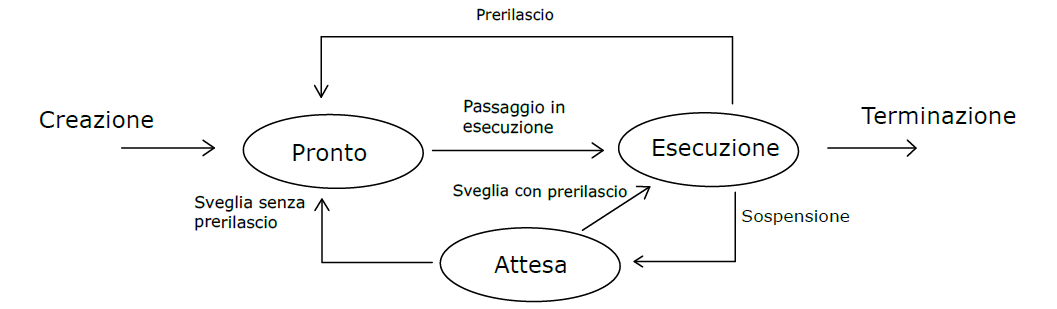 Prerilascio
Creazione
Passaggio in
esecuzione
Terminazione
Pronto
Esecuzione
Sveglia senza
prerilascio
Sveglia con prerilascio
Sospensione
Attesa